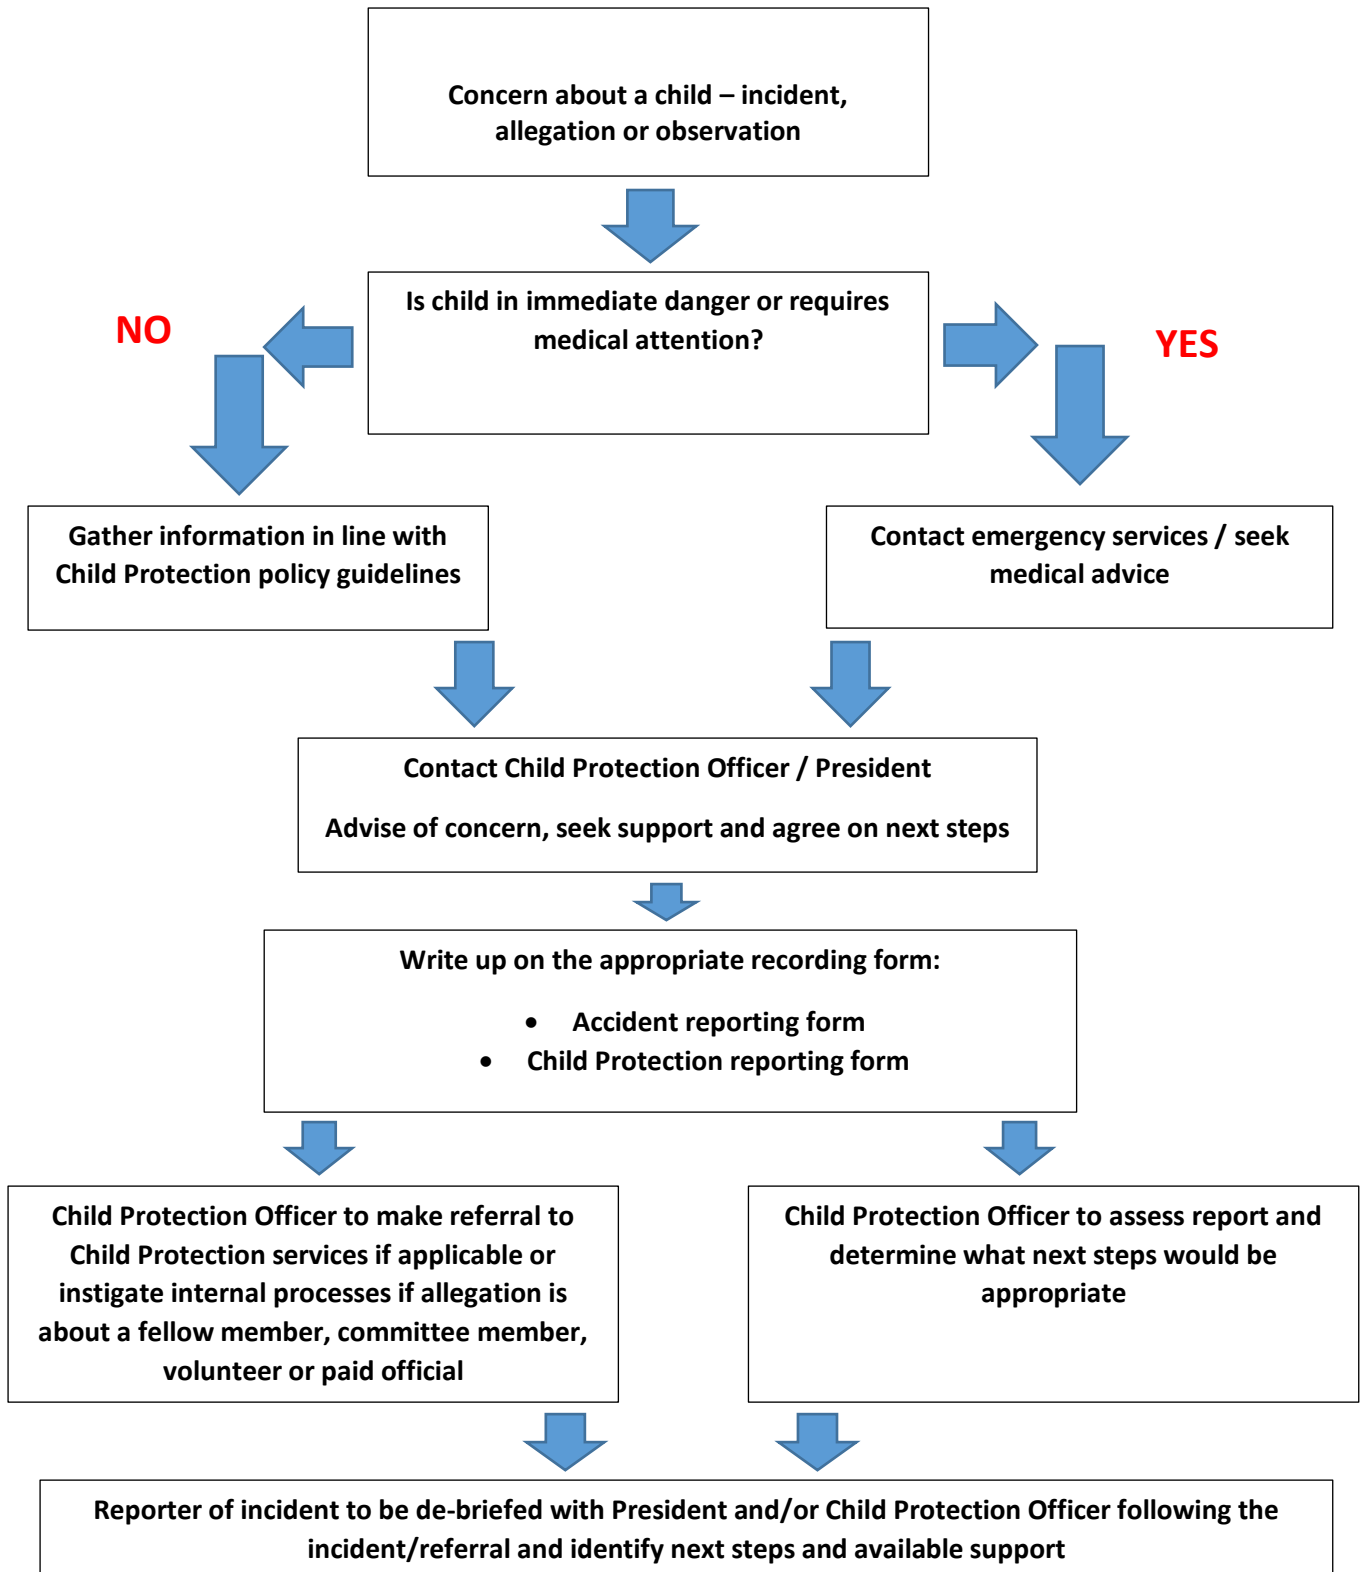 Concern about a child – incident,
allegation or observation
Is child in immediate danger or requires
medical attention?
NO
YES
Gather information in line with
Child Protection policy guidelines
Contact emergency services / seek
medical advice
Contact Child Protection Officer / President
Advise of concern, seek support and agree on next steps
Write up on the appropriate recording form:
• Accident reporting form
• Child Protection reporting form
Child Protection Officer to make referral to
Child Protection services if applicable or
instigate internal processes if allegation is
about a fellow member, committee member,
volunteer or paid official
Child Protection Officer to assess report and
determine what next steps would be
appropriate
Reporter of incident to be de-briefed with President and/or Child Protection Officer following the
incident/referral and identify next steps and available support